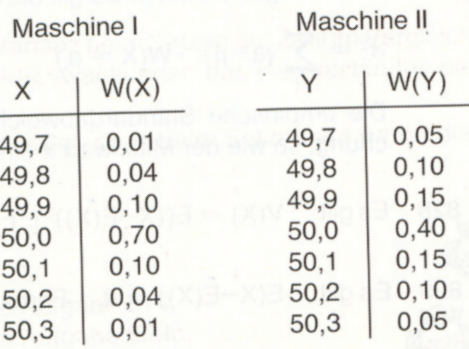 Maschine I Maschine II
X W(X) Y W(Y)
49,7 0,01 49,7 0,05
49,8 0,04 49,8 0,10
49,9 0,10 49,9 0,15
50,0 0,70 50,0 0,40
50,1 0,10 50,1 0,15
50,2 0,04 50,2 0,10
50,3 0,01 50,3 0,05